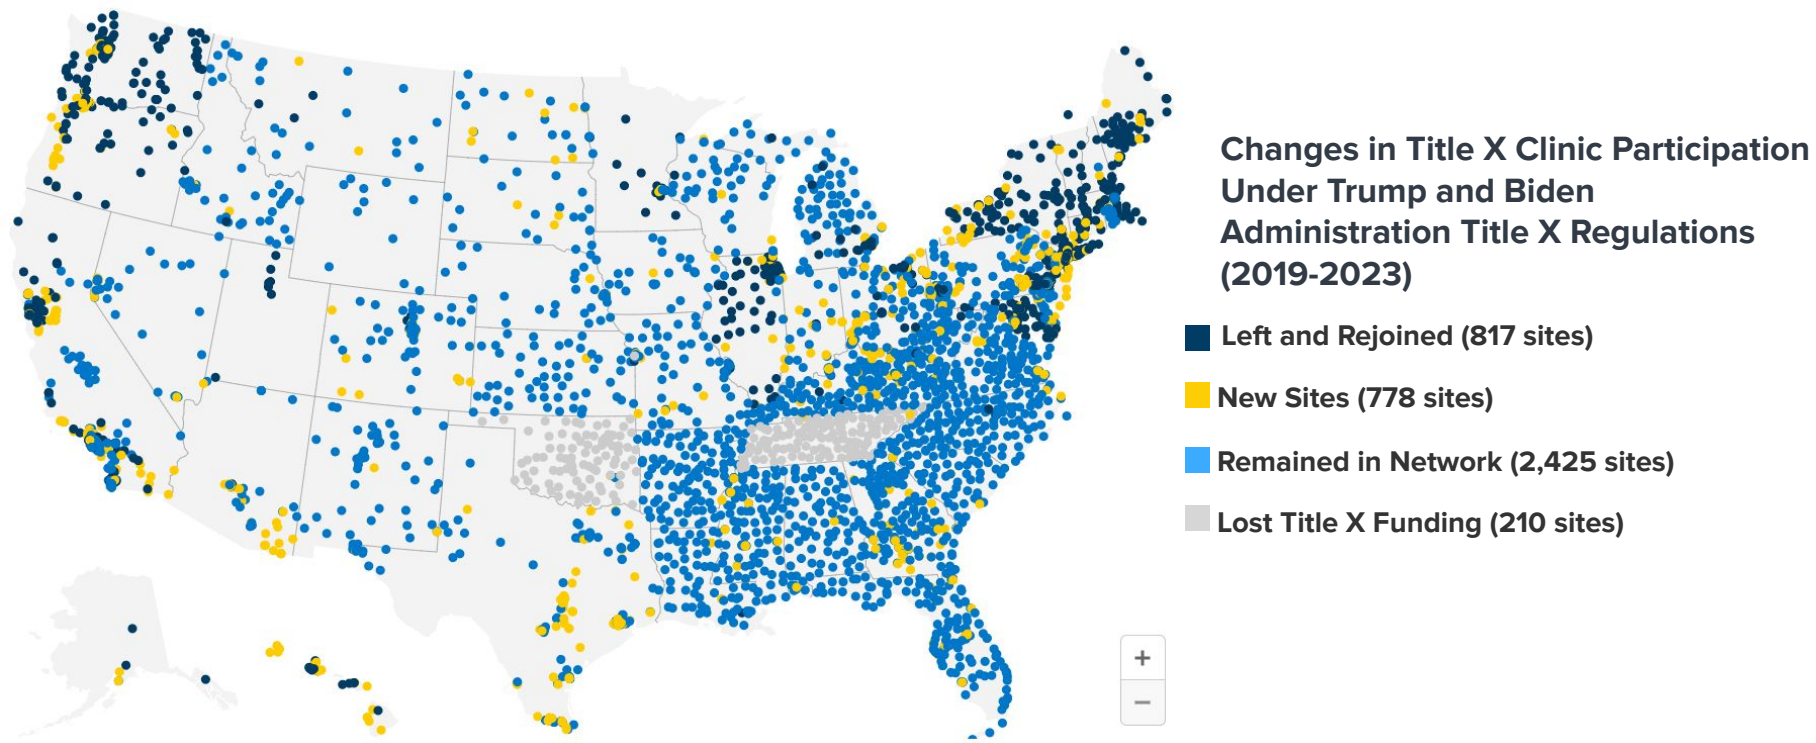 Changes in Title X Clinic Participation
Under Trump and Biden
Administration Title X Regulations
(2019-2023)
Left and Rejoined (817 sites)
New Sites (778 sites)
Remained in Network (2,425 sites)
Lost Title X Funding (210 sites)
+
−